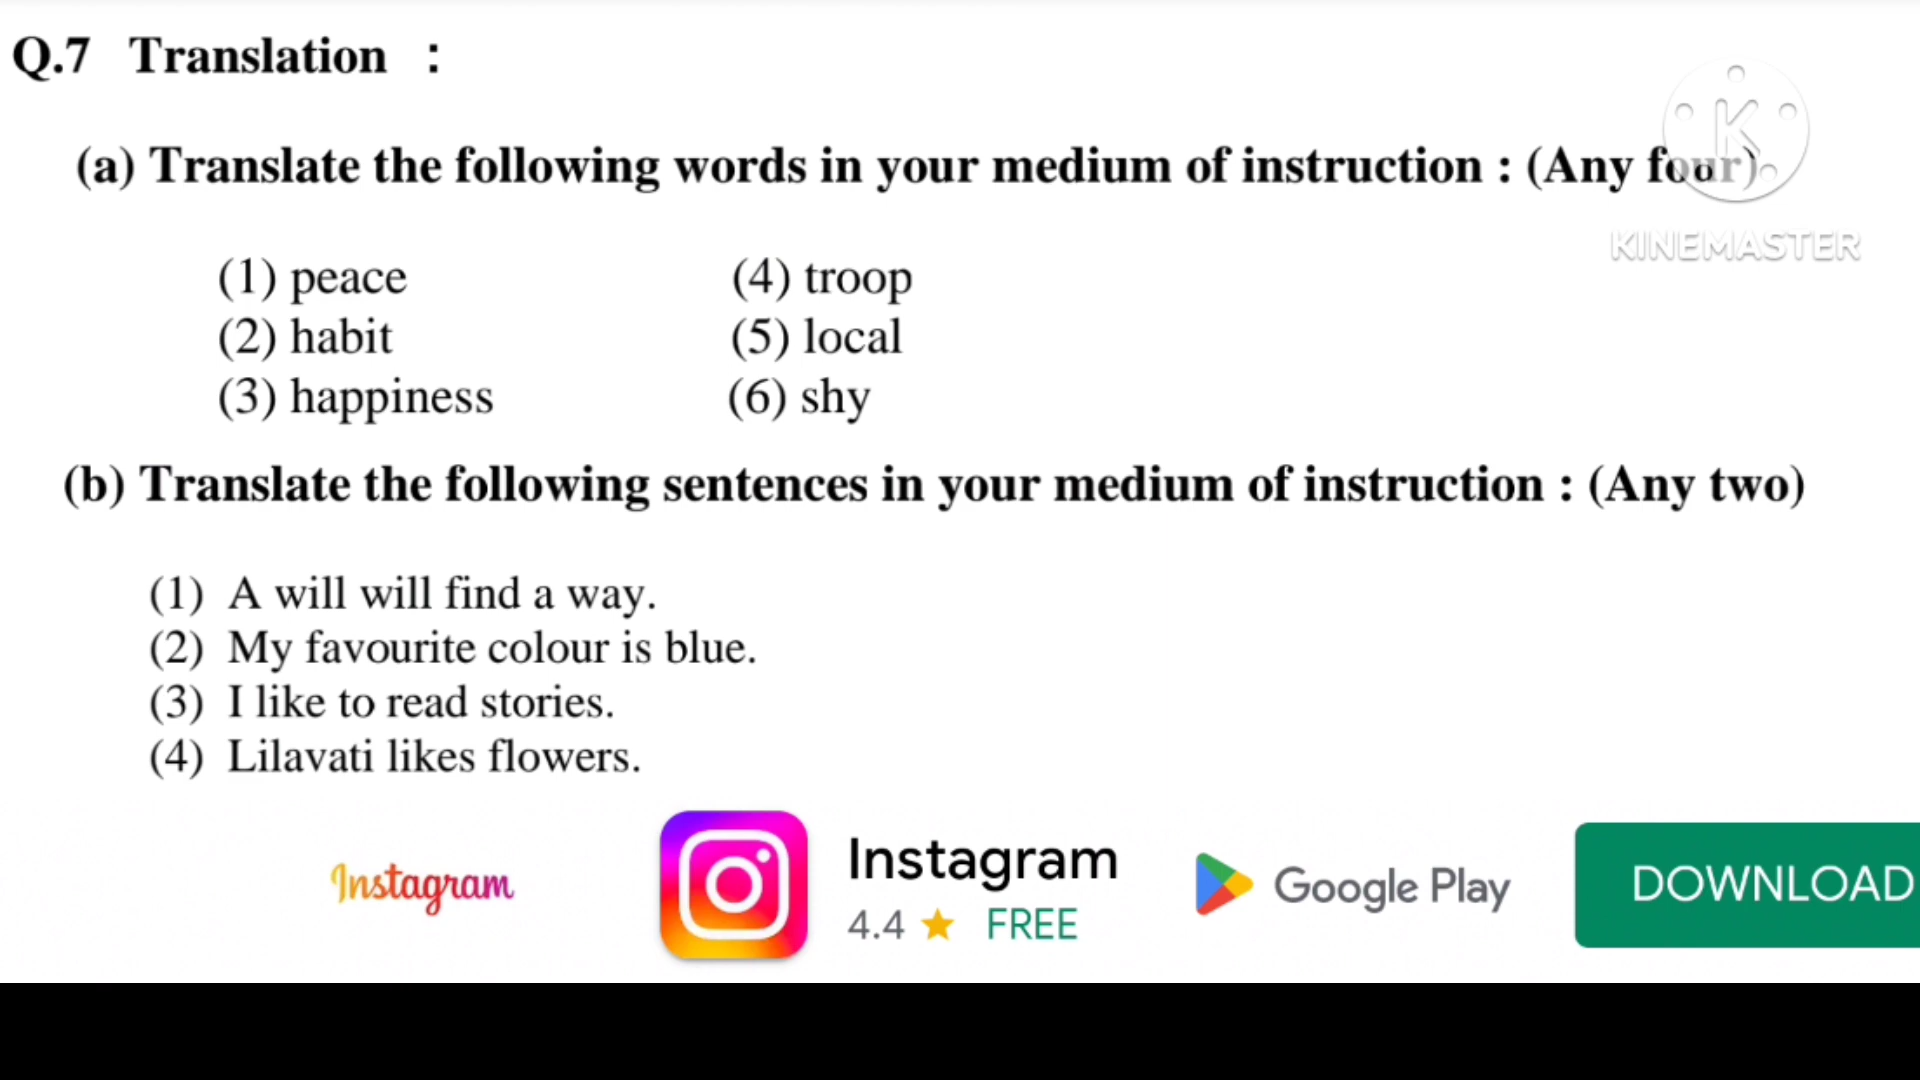 Q.7 Translation :
(a) Translate the following words in your medium of instruction : (Any four).
KINEMASTER
(1) peace (4) troop
(2) habit (5) local
(3) happiness (6) shy
(b) Translate the following sentences in your medium of instruction : (Any two)
(1) A will will find a way.
(2) My favourite colour is blue.
(3) I like to read stories.
(4) Lilavati likes flowers.
Instagram Instagram Google Play DOWNLOAD
4.4 ★ FREE